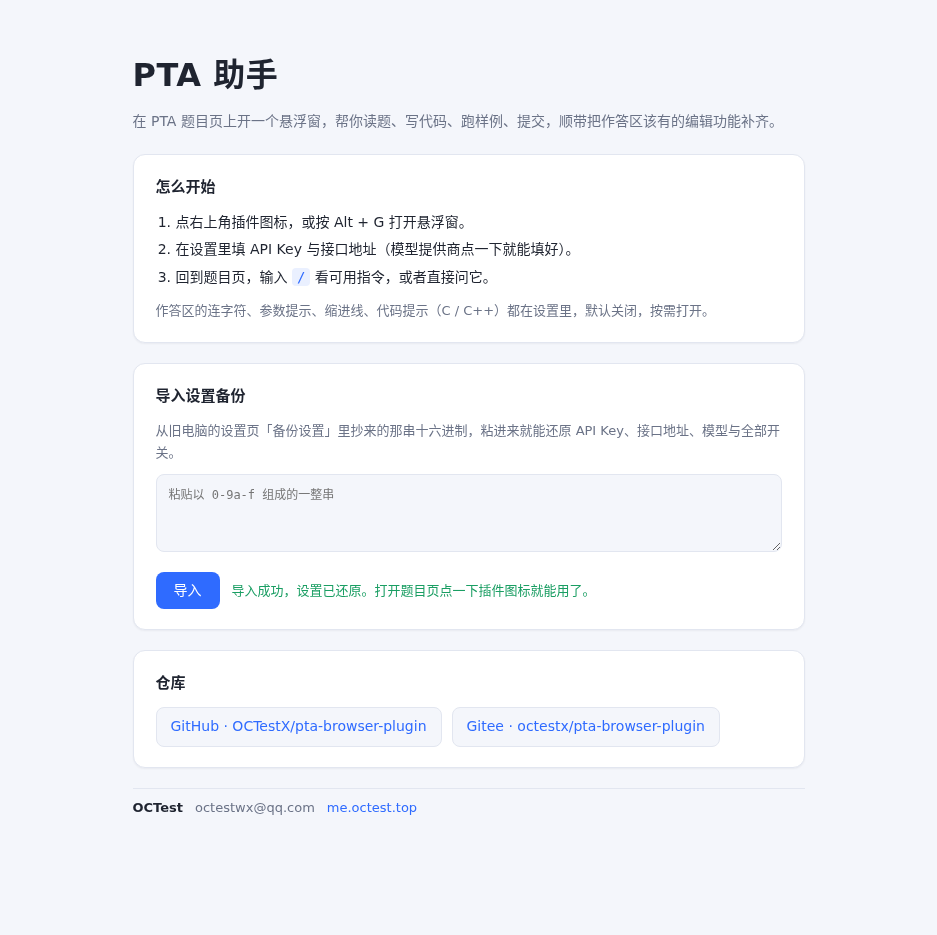 PTA 助手
在 PTA 题目页上开一个悬浮窗，帮你读题、写代码、跑样例、提交，顺带把作答区该有的编辑功能补齐。
怎么开始
1. 点右上角插件图标，或按 Alt + G 打开悬浮窗。
2. 在设置里填 API Key 与接口地址（模型提供商点一下就能填好）。
3. 回到题目页，输入 / 看可用指令，或者直接问它。
作答区的连字符、参数提示、缩进线、代码提示（C / C++）都在设置里，默认关闭，按需打开。
导入设置备份
从旧电脑的设置页「备份设置」里抄来的那串十六进制，粘进来就能还原 API Key、接口地址、模型与全部开
关。
粘贴以 0-9a-f 组成的一整串
导入 导入成功，设置已还原。打开题目页点一下插件图标就能用了。
仓库
GitHub · OCTestX/pta-browser-plugin Gitee · octestx/pta-browser-plugin
OCTest octestwx@qq.com me.octest.top